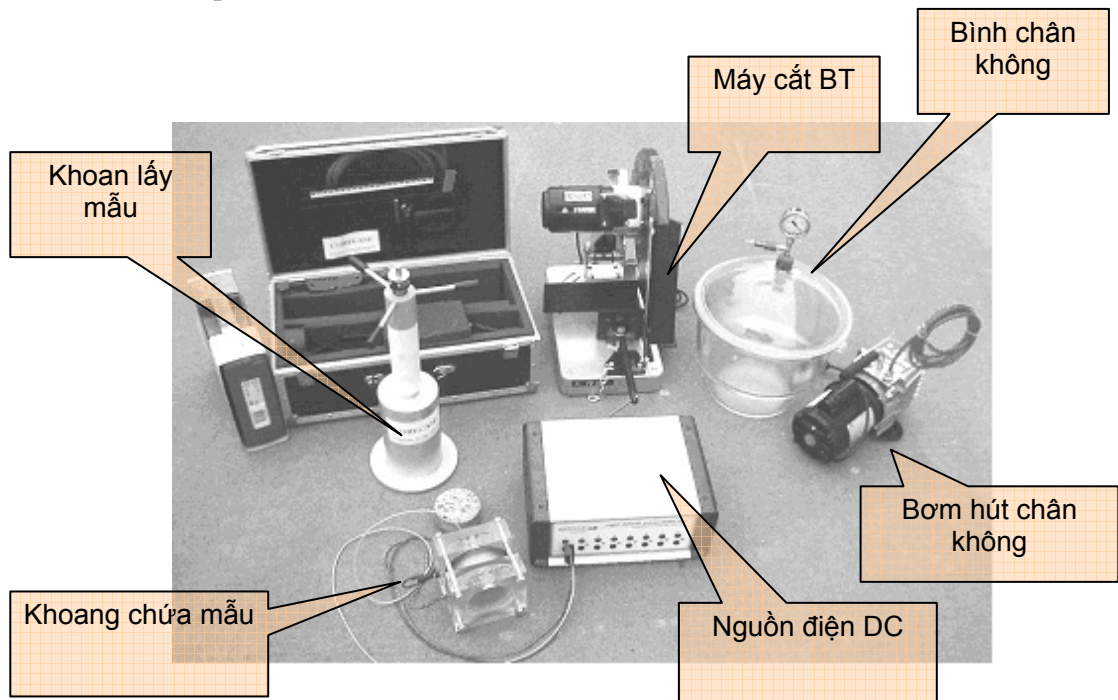 Bình chân
không
Máy cắt BT
Khoan lấy
mẫu
Bơm hút chân
không
Khoang chứa mẫu
Nguồn điện DC